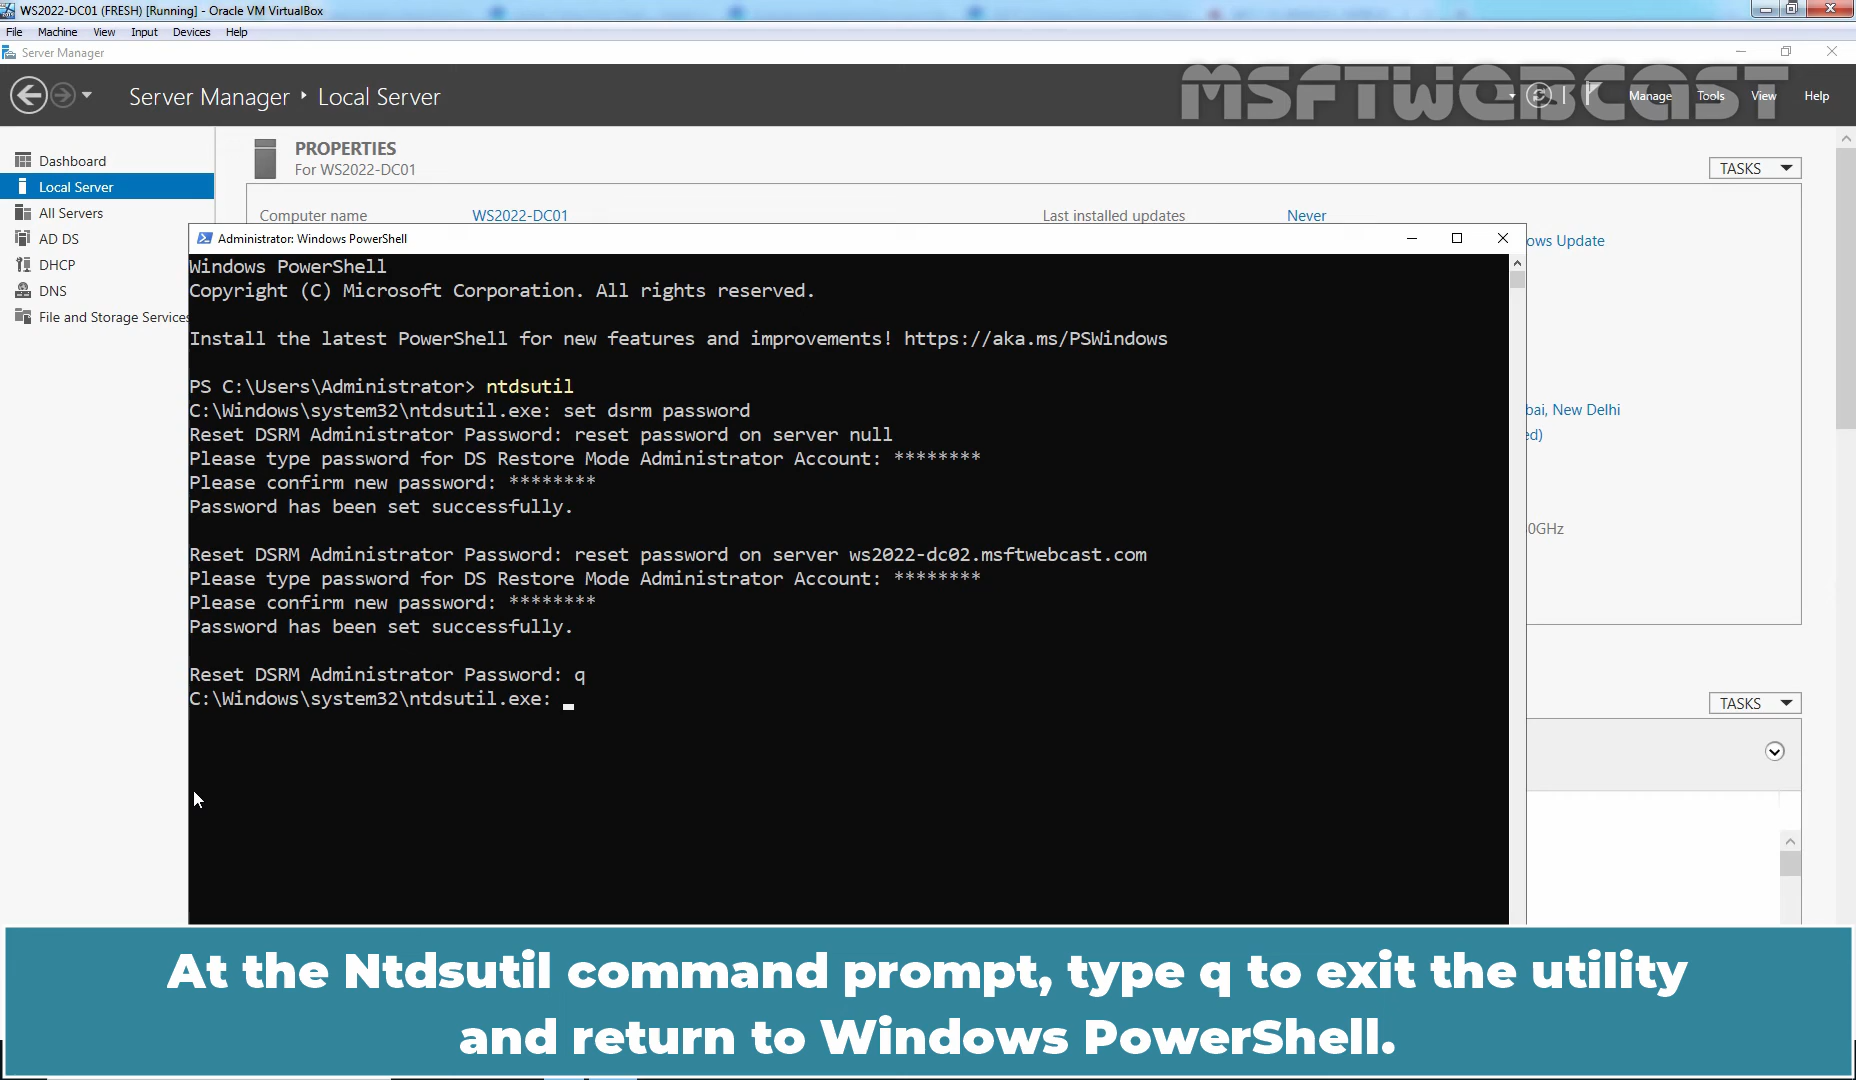 WS2022-DC01 (FRESH) [Running] - Oracle VM VirtualBox
File Machine View Input Devices Help
Server Manager
Server Manager ‣ Local Server
MSFTWEBCAST
Manage Tools View Help
Dashboard
Local Server
All Servers
AD DS
DHCP
DNS
File and Storage Services
PROPERTIES
For WS2022-DC01
TASKS
Computer name WS2022-DC01 Last installed updates Never
ows Update
bai, New Delhi
ed)
0GHz
TASKS
Administrator: Windows PowerShell
Windows PowerShell
Copyright (C) Microsoft Corporation. All rights reserved.
Install the latest PowerShell for new features and improvements! https://aka.ms/PSWindows
PS C:\Users\Administrator> ntdsutil
C:\Windows\system32\ntdsutil.exe: set dsrm password
Reset DSRM Administrator Password: reset password on server null
Please type password for DS Restore Mode Administrator Account: ********
Please confirm new password: ********
Password has been set successfully.
Reset DSRM Administrator Password: reset password on server ws2022-dc02.msftwebcast.com
Please type password for DS Restore Mode Administrator Account: ********
Please confirm new password: ********
Password has been set successfully.
Reset DSRM Administrator Password: q
C:\Windows\system32\ntdsutil.exe: _
At the Ntdsutil command prompt, type q to exit the utility
and return to Windows PowerShell.